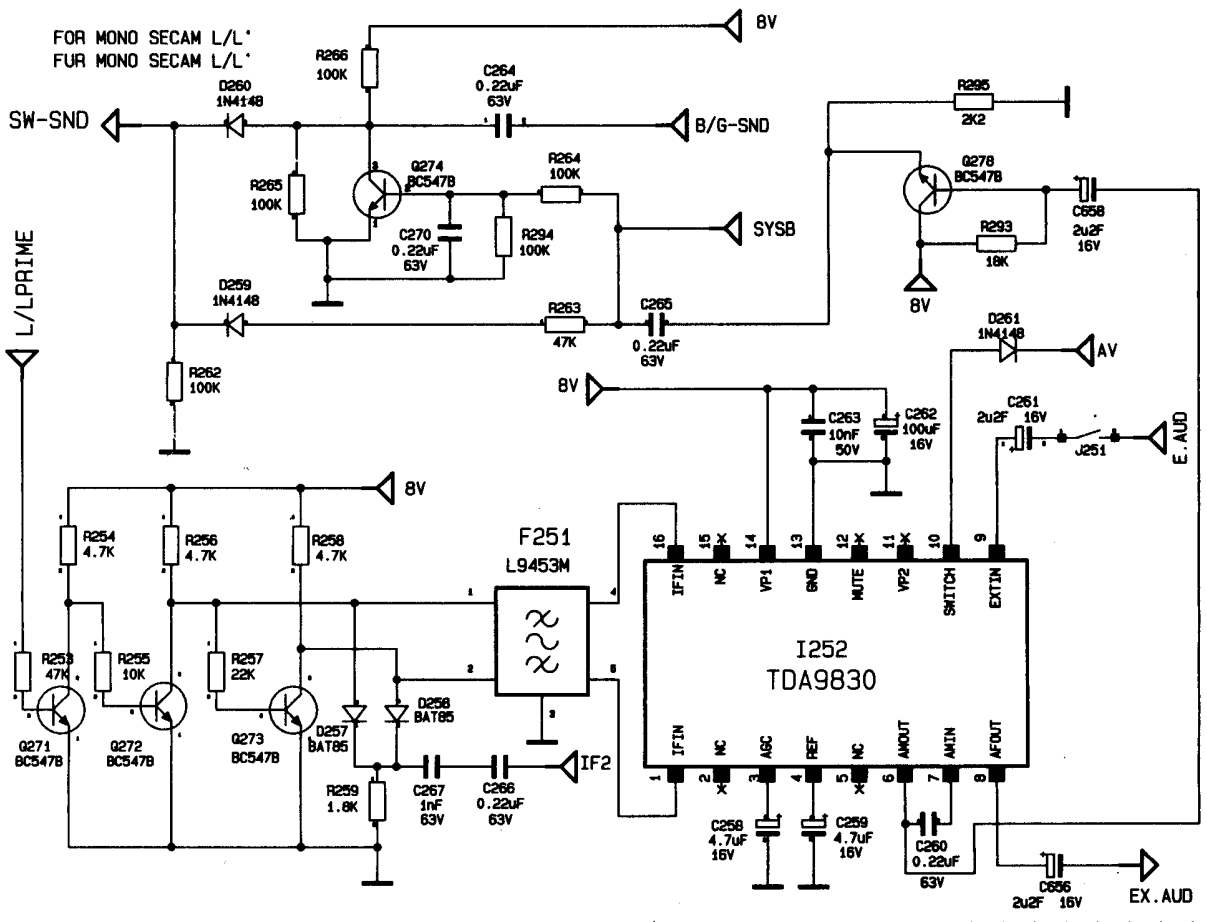 FOR MONO SECAM L/L'
FUR MONO SECAM L/L'
8V
R266
100K
C264
0.22uF
63V
D260
1N4148
SW-SND
B/G-SND
R295
2K2
R265
100K
Q274
BC547B
R264
100K
Q278
BC547B
C270
0.22uF
63V
R294
100K
SYSB
C658
2u2F
16V
R293
18K
8V
L/LPRIME
D259
1N4148
R263
47K
C265
0.22uF
63V
D261
1N4148
AV
R262
100K
8V
C263
10nF
50V
C262
100uF
16V
C261
2u2F 16V
J251
E.AUD
8V
R254
4.7K
R256
4.7K
R258
4.7K
F251
L9453M
16 15 14 13 12 11 10 9
IFIN NC VP1 GND MUTE VP2 SWITCH EXTIN
1 4
2 5
3
I252
TDA9830
R253
47K
R255
10K
R257
22K
Q271
BC547B
Q272
BC547B
Q273
BC547B
D257
BAT85
D256
BAT85
IFIN NC AGC REF NC AMOUT AMIN AFOUT
1 2 3 4 5 6 7 8
IF2
R259
1.8K
C267
1nF
63V
C266
0.22uF
63V
C258
4.7uF
16V
C259
4.7uF
16V
C260
0.22uF
63V
C656
2u2F 16V
EX.AUD